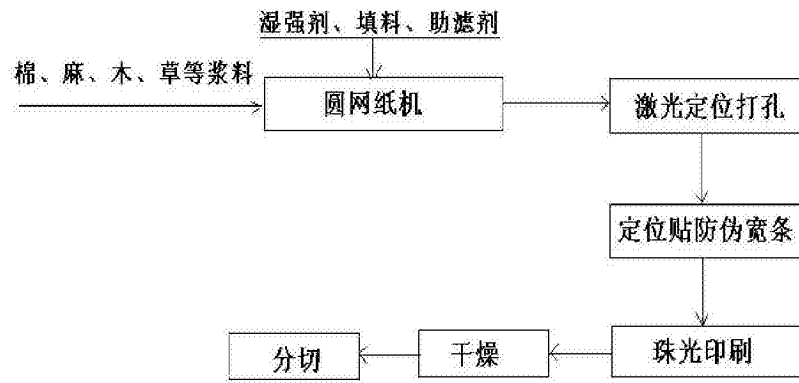 湿强剂、填料、助滤剂
棉、麻、木、草等浆料
圆网纸机
激光定位打孔
定位贴防伪宽条
珠光印刷
干燥
分切